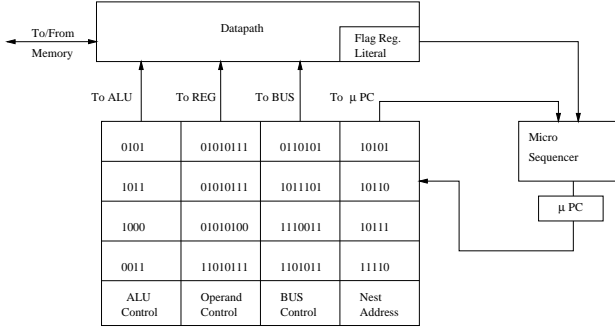 To/From
Memory
Datapath
Flag Reg.
Literal
To ALU
To REG
To BUS
To μ PC
0101 01010111 0110101 10101
1011 01010111 1011101 10110
1000 01010100 1110011 10111
0011 11010111 1101011 11110
ALU Control
Operand Control
BUS Control
Nest Address
Micro
Sequencer
μ PC